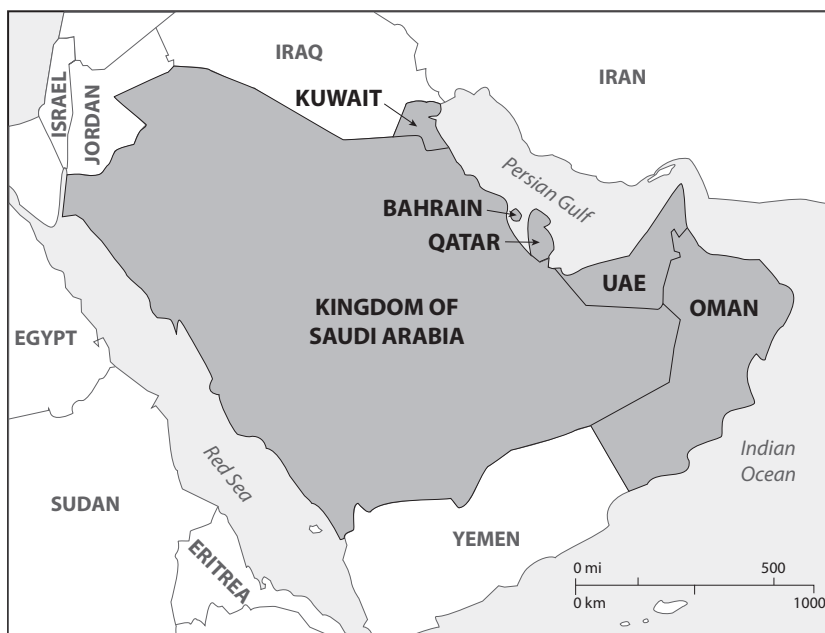 IRAQ
IRAN
ISRAEL
JORDAN
KUWAIT
Persian Gulf
BAHRAIN
QATAR
UAE
OMAN
KINGDOM OF
SAUDI ARABIA
EGYPT
Red Sea
Indian
Ocean
SUDAN
YEMEN
ERITREA
0 mi 500
0 km 1000